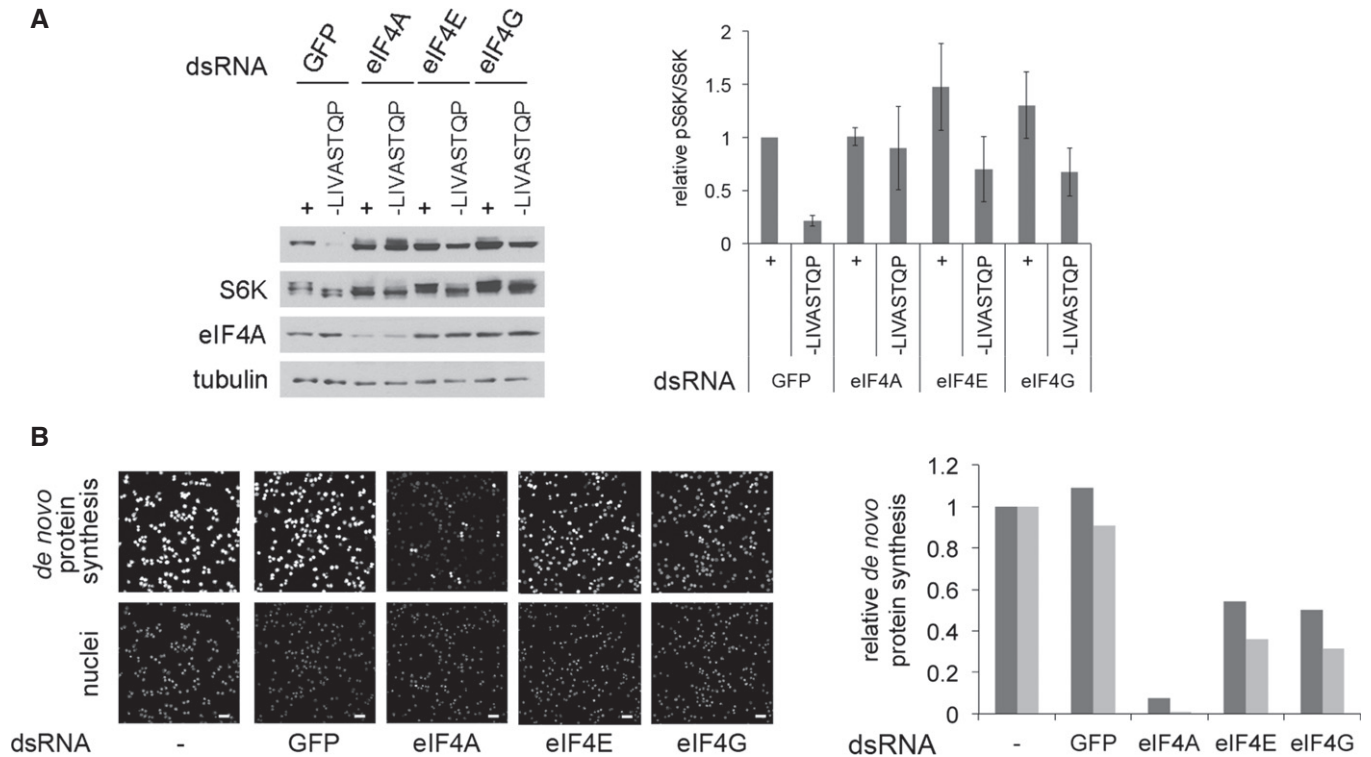 A
dsRNA
GFP
eIF4A
eIF4E
eIF4G
+
-LIVASTQP
+
-LIVASTQP
+
-LIVASTQP
+
-LIVASTQP
S6K
eIF4A
tubulin
relative pS6K/S6K
2
1.5
1
0.5
0
+
-LIVASTQP
+
-LIVASTQP
+
-LIVASTQP
+
-LIVASTQP
dsRNA
GFP
eIF4A
eIF4E
eIF4G
B
de novo
protein
synthesis
nuclei
dsRNA
-
GFP
eIF4A
eIF4E
eIF4G
relative de novo
protein synthesis
1.2
1
0.8
0.6
0.4
0.2
0
dsRNA
-
GFP
eIF4A
eIF4E
eIF4G